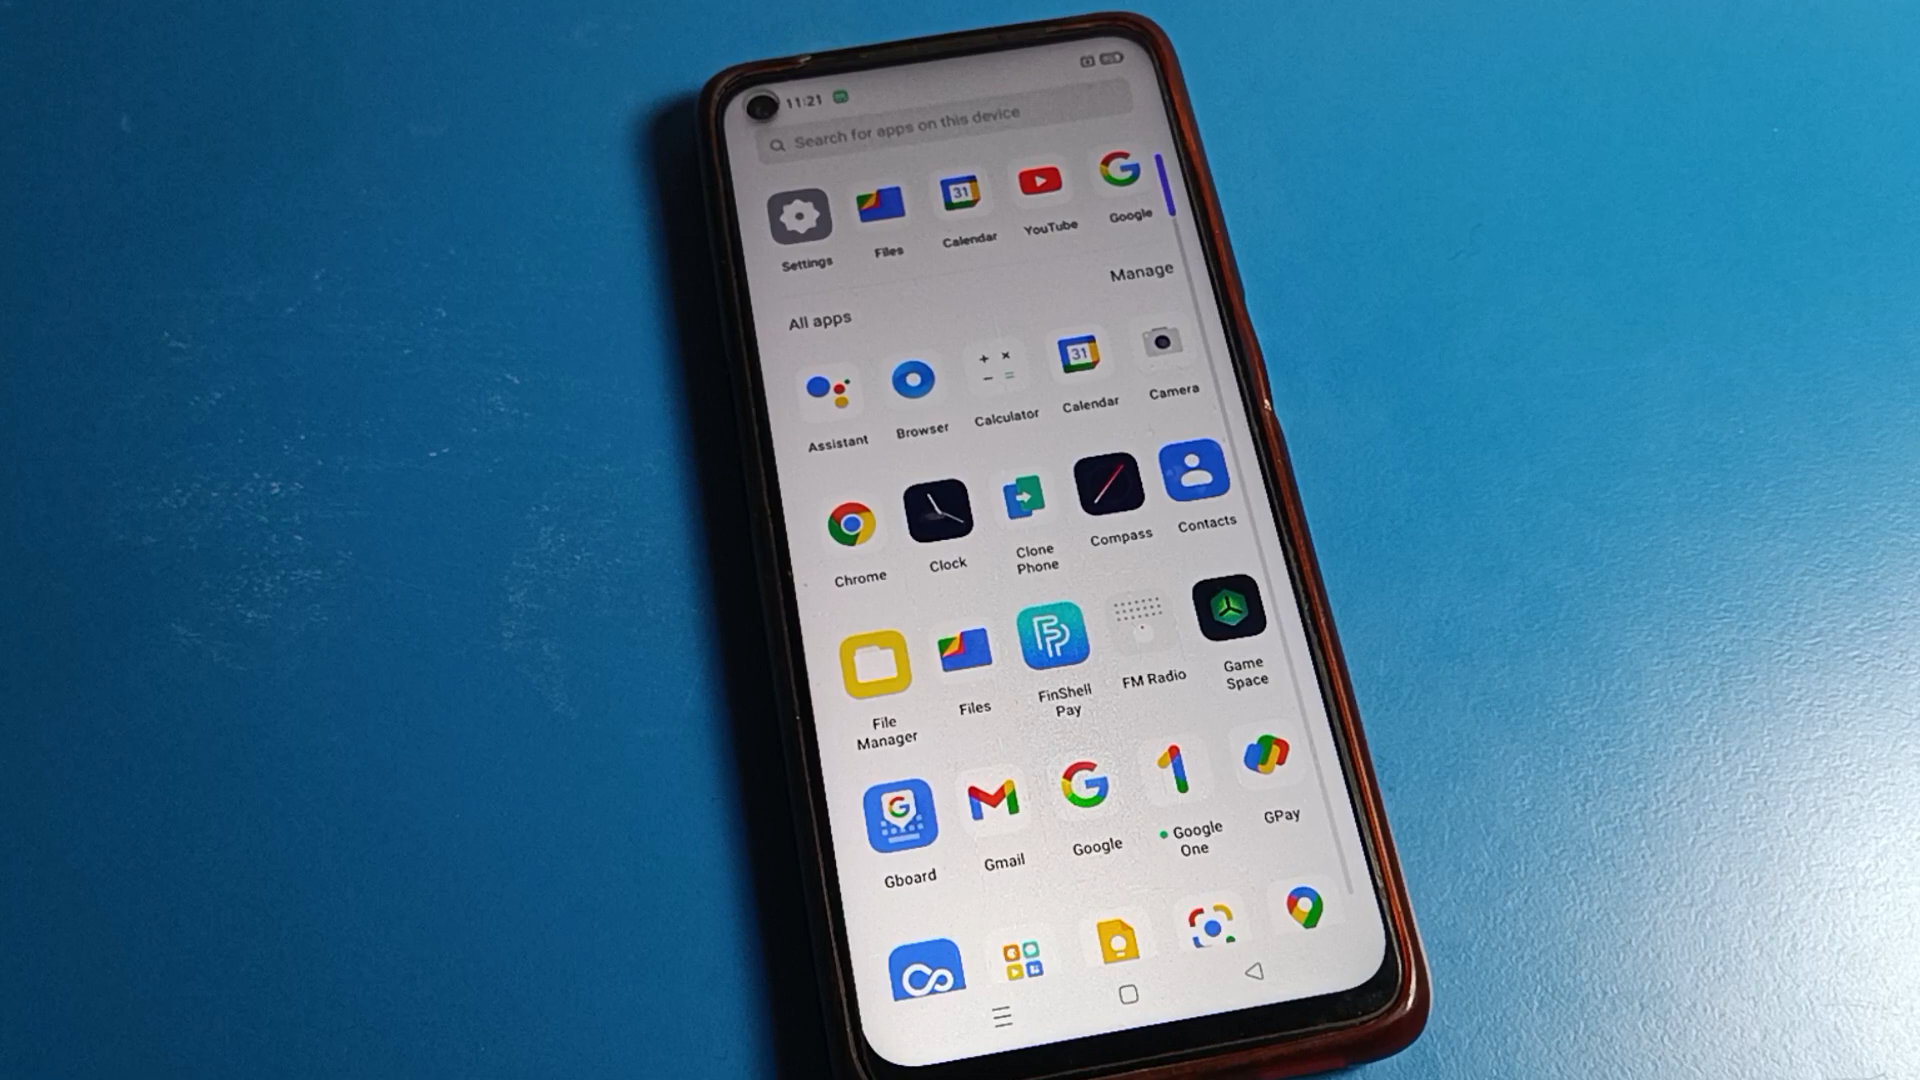 11:21
Search for apps on this device
Settings
Files
31
Calendar
YouTube
Google
Manage
All apps
Assistant
Browser
Calculator
31
Calendar
Camera
Chrome
Clock
Clone
Phone
Compass
Contacts
File
Manager
Files
FinShell
Pay
FM Radio
Game
Space
Gboard
Gmail
Google
Google
One
GPay